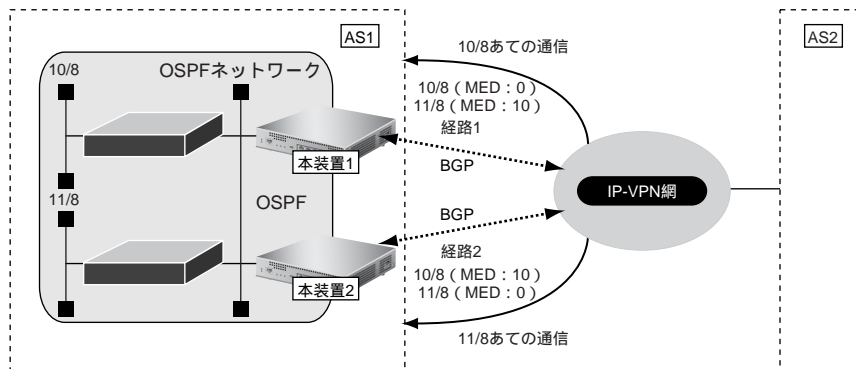 AS1
AS2
10/8
OSPFネットワーク
本装置1
11/8
OSPF
本装置2
10/8あての通信
10/8(MED:0)
11/8(MED:10)
経路1
BGP
IP-VPN網
BGP
経路2
10/8(MED:10)
11/8(MED:0)
11/8あての通信